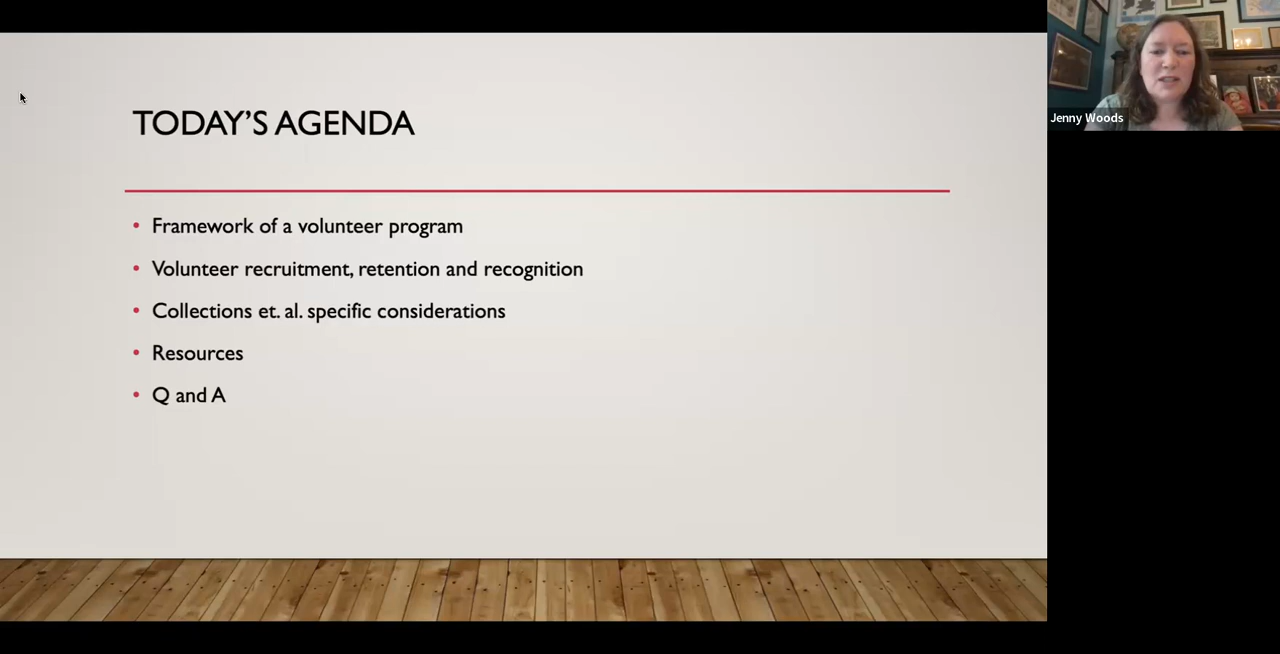 TODAY’S AGENDA
• Framework of a volunteer program
• Volunteer recruitment, retention and recognition
• Collections et. al. specific considerations
• Resources
• Q and A
Jenny Woods